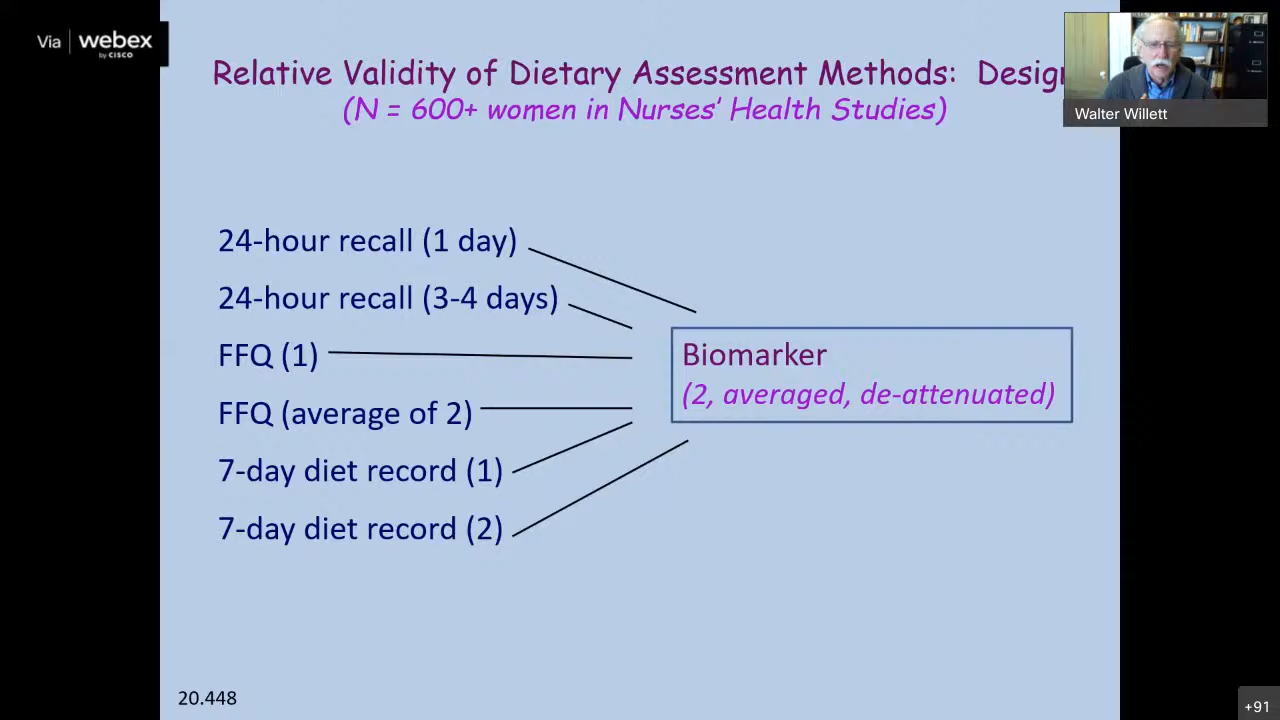 Via webex
by CISCO
Relative Validity of Dietary Assessment Methods: Design
(N = 600+ women in Nurses' Health Studies)
Walter Willett
24-hour recall (1 day)
24-hour recall (3-4 days)
FFQ (1)
FFQ (average of 2)
7-day diet record (1)
7-day diet record (2)
Biomarker
(2, averaged, de-attenuated)
20.448
+91